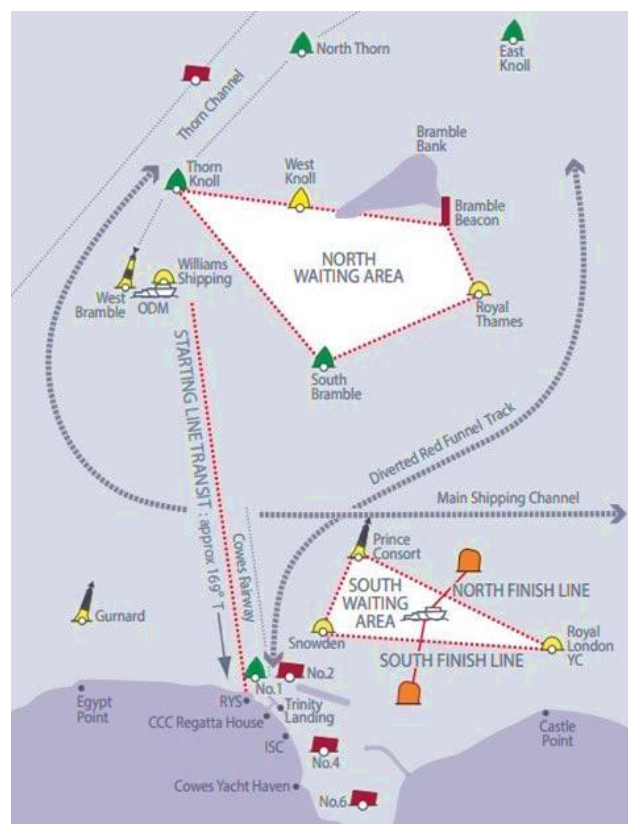 North Thorn
East
Knoll
Thorn Channel
Bramble
Bank
Thorn
Knoll
West
Knoll
Bramble
Beacon
NORTH
WAITING AREA
Williams
Shipping
West
Bramble
ODM
Royal
Thames
South
Bramble
STARTING LINE TRANSIT : approx 169° T
Diverted Red Funnel Track
Main Shipping Channel
Cowes Fairway
Prince
Consort
SOUTH
WAITING
AREA
NORTH FINISH LINE
Gurnard
Snowden
Royal
London
YC
SOUTH FINISH LINE
No.1
No.2
Egypt
Point
RYS
Trinity
Landing
CCC Regatta House
Castle
Point
ISC
No.4
Cowes Yacht Haven
No.6